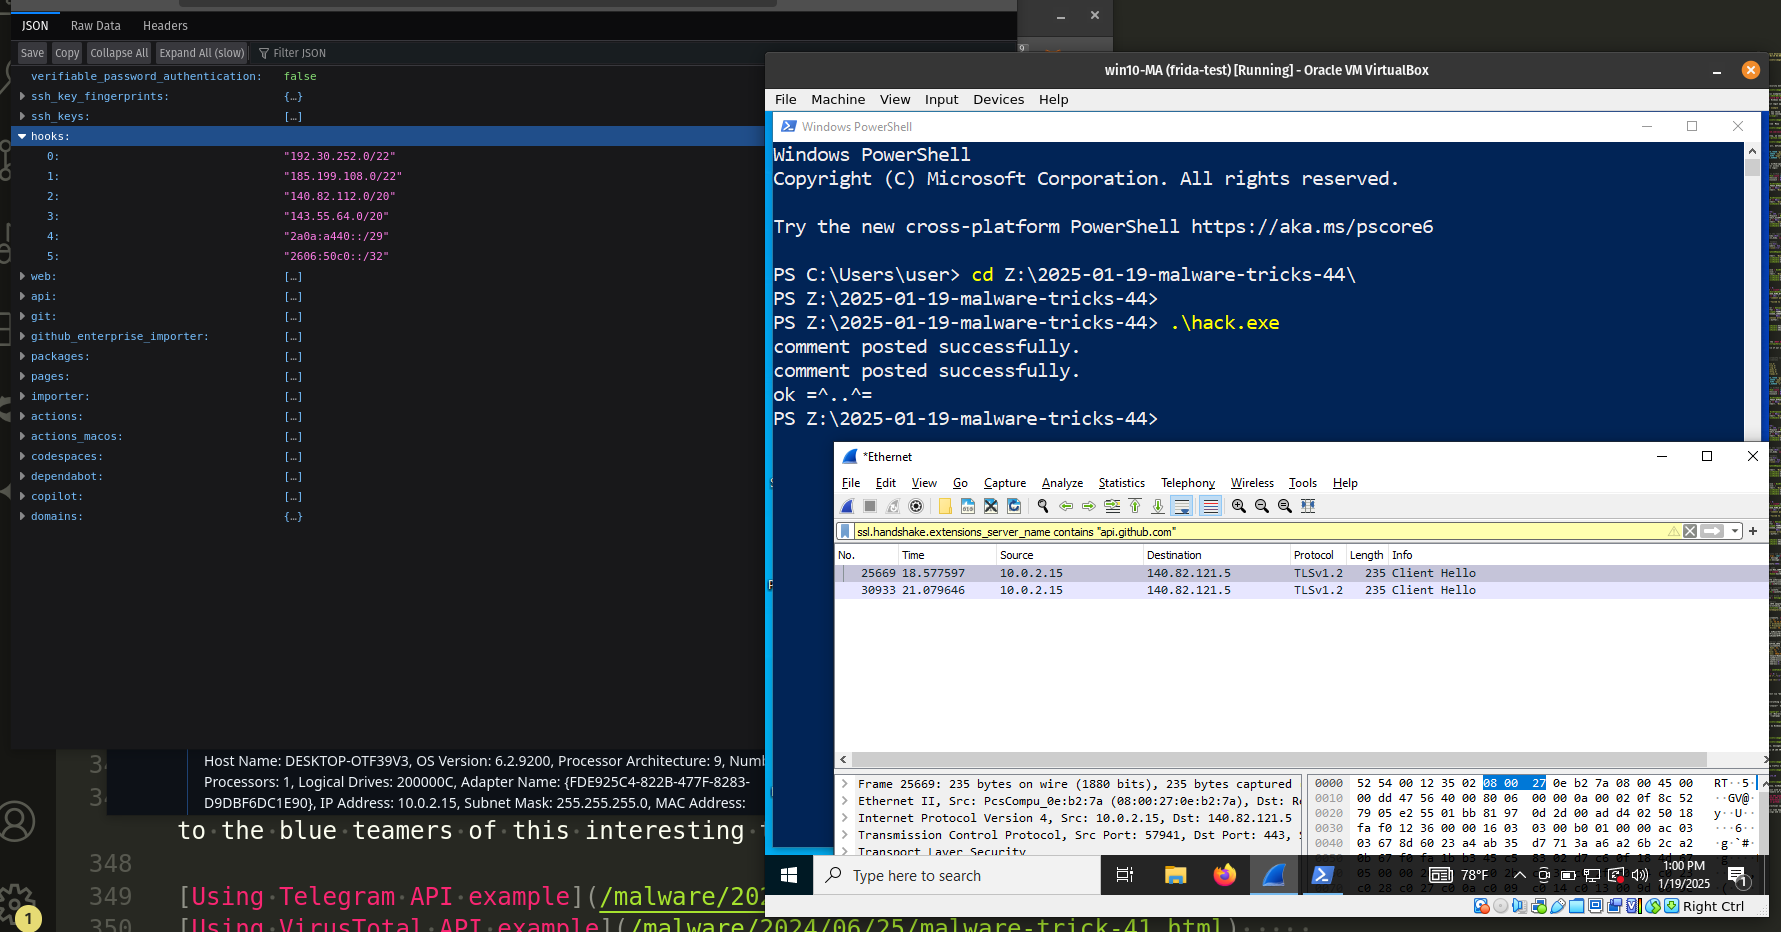 JSON
Raw Data
Headers
Save
Copy
Collapse All
Expand All (slow)
Filter JSON
verifiable_password_authentication: false
ssh_key_fingerprints: {…}
ssh_keys: […]
hooks:
0: "192.30.252.0/22"
1: "185.199.108.0/22"
2: "140.82.112.0/20"
3: "143.55.64.0/20"
4: "2a0a:a440::/29"
5: "2606:50c0::/32"
web: […]
api: […]
git: […]
github_enterprise_importer: […]
packages: […]
pages: […]
importer: […]
actions: […]
actions_macos: […]
codespaces: […]
dependabot: […]
copilot: […]
domains: {…}
win10-MA (frida-test) [Running] - Oracle VM VirtualBox
File Machine View Input Devices Help
Windows PowerShell
Windows PowerShell
Copyright (C) Microsoft Corporation. All rights reserved.
Try the new cross-platform PowerShell https://aka.ms/pscore6
PS C:\Users\user> cd Z:\2025-01-19-malware-tricks-44\
PS Z:\2025-01-19-malware-tricks-44>
PS Z:\2025-01-19-malware-tricks-44> .\hack.exe
comment posted successfully.
comment posted successfully.
ok =^..^=
PS Z:\2025-01-19-malware-tricks-44>
*Ethernet
File Edit View Go Capture Analyze Statistics Telephony Wireless Tools Help
ssl.handshake.extensions_server_name contains "api.github.com"
No. Time Source Destination Protocol Length Info
25669 18.577597 10.0.2.15 140.82.121.5 TLSv1.2 235 Client Hello
30933 21.079646 10.0.2.15 140.82.121.5 TLSv1.2 235 Client Hello
Frame 25669: 235 bytes on wire (1880 bits), 235 bytes captured
Ethernet II, Src: PcsCompu_0e:b2:7a (08:00:27:0e:b2:7a), Dst: R
Internet Protocol Version 4, Src: 10.0.2.15, Dst: 140.82.121.5
Transmission Control Protocol, Src Port: 57941, Dst Port: 443,
Transport Layer Security
0000 52 54 00 12 35 02 08 00 27 0e b2 7a 08 00 45 00 RT··5·
0010 00 dd 47 56 40 00 80 06 00 00 0a 00 02 0f 8c 52 ··GV@·
0020 79 05 e2 55 01 bb 81 97 0d 2d 00 ad d4 02 50 18 y··U··
0030 fa f0 12 36 00 00 16 03 03 00 b0 01 00 00 ac 03 ···6··
0040 03 67 8d 60 23 a4 ab 35 d7 71 3a a6 a2 6b 2c a2 ·g·`#·
Host Name: DESKTOP-OTF39V3, OS Version: 6.2.9200, Processor Architecture: 9, Numb
Processors: 1, Logical Drives: 200000C, Adapter Name: {FDE925C4-822B-477F-8283-
D9DBF6DC1E90}, IP Address: 10.0.2.15, Subnet Mask: 255.255.255.0, MAC Address:
to the blue teamers of this interesting
348
349 [Using Telegram API example](/malware/202
350 [Using VirusTotal API example](/malware/2024/06/25/malware-trick-41.html)
Type here to search
78°F
1:00 PM
1/19/2025
1
Right Ctrl
1